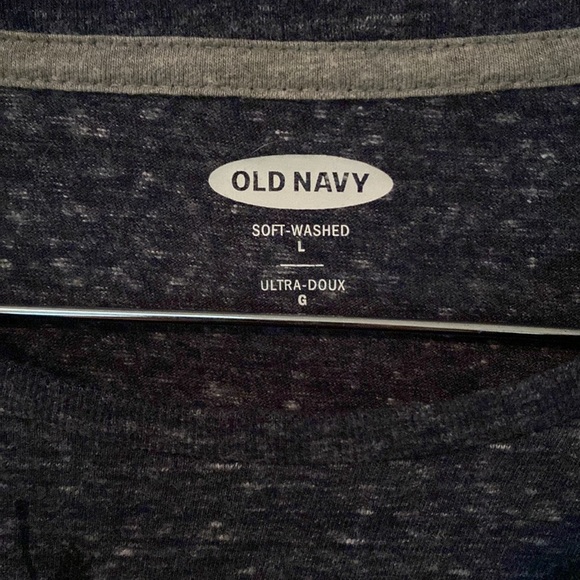 OLD NAVY
SOFT-WASHED
L
ULTRA-DOUX
G